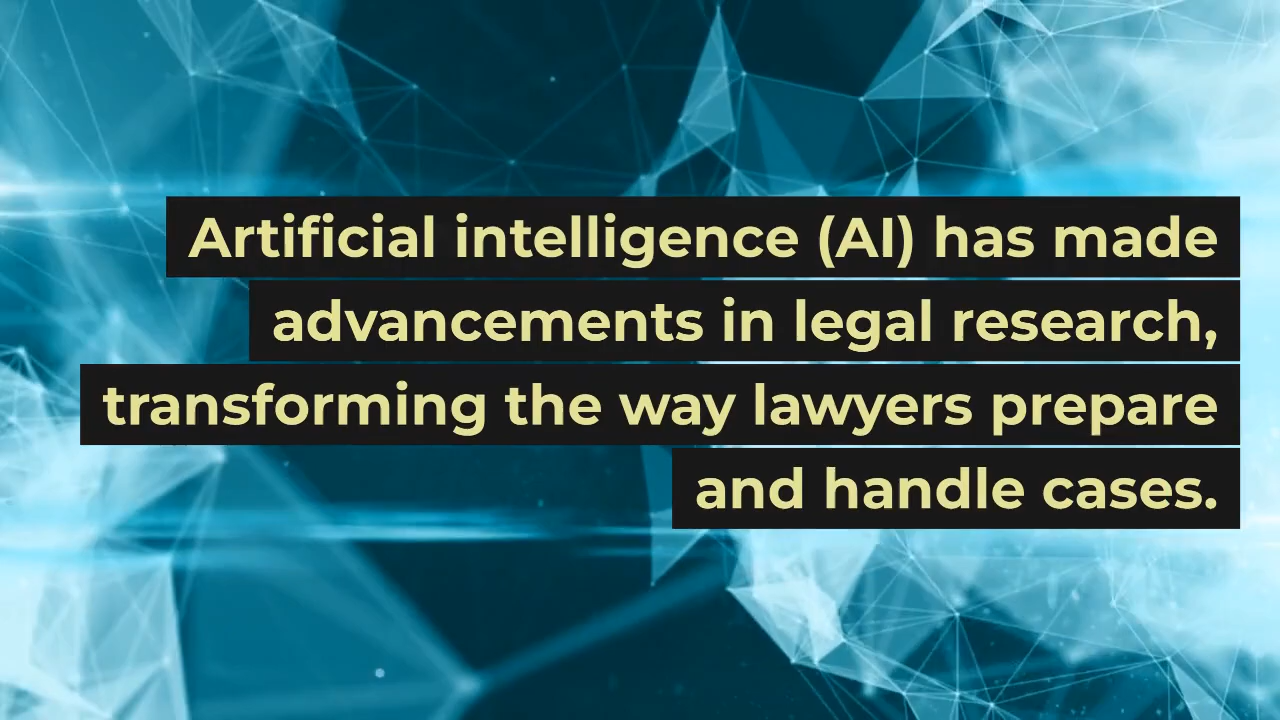 Artificial intelligence (AI) has made
advancements in legal research,
transforming the way lawyers prepare
and handle cases.